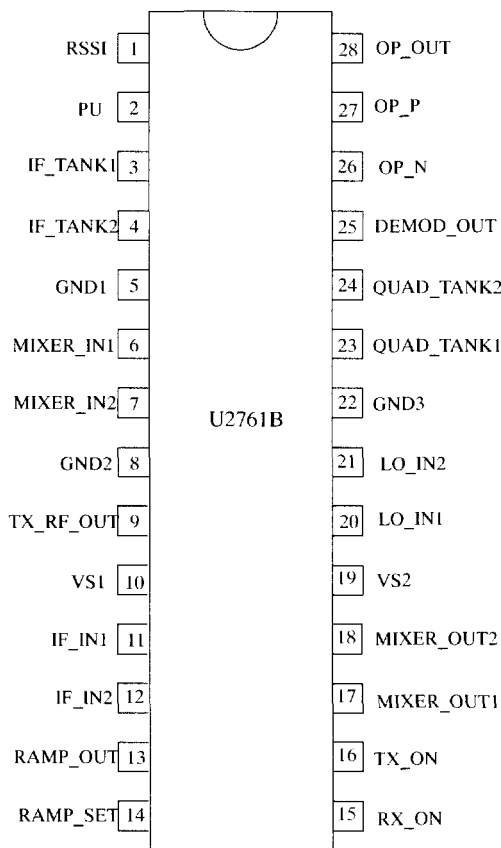 RSSI 1 28 OP_OUT
PU 2 27 OP_P
IF_TANK1 3 26 OP_N
IF_TANK2 4 25 DEMOD_OUT
GND1 5 24 QUAD_TANK2
MIXER_IN1 6 23 QUAD_TANK1
MIXER_IN2 7 22 GND3
U2761B
GND2 8 21 LO_IN2
TX_RF_OUT 9 20 LO_IN1
VS1 10 19 VS2
IF_IN1 11 18 MIXER_OUT2
IF_IN2 12 17 MIXER_OUT1
RAMP_OUT 13 16 TX_ON
RAMP_SET 14 15 RX_ON